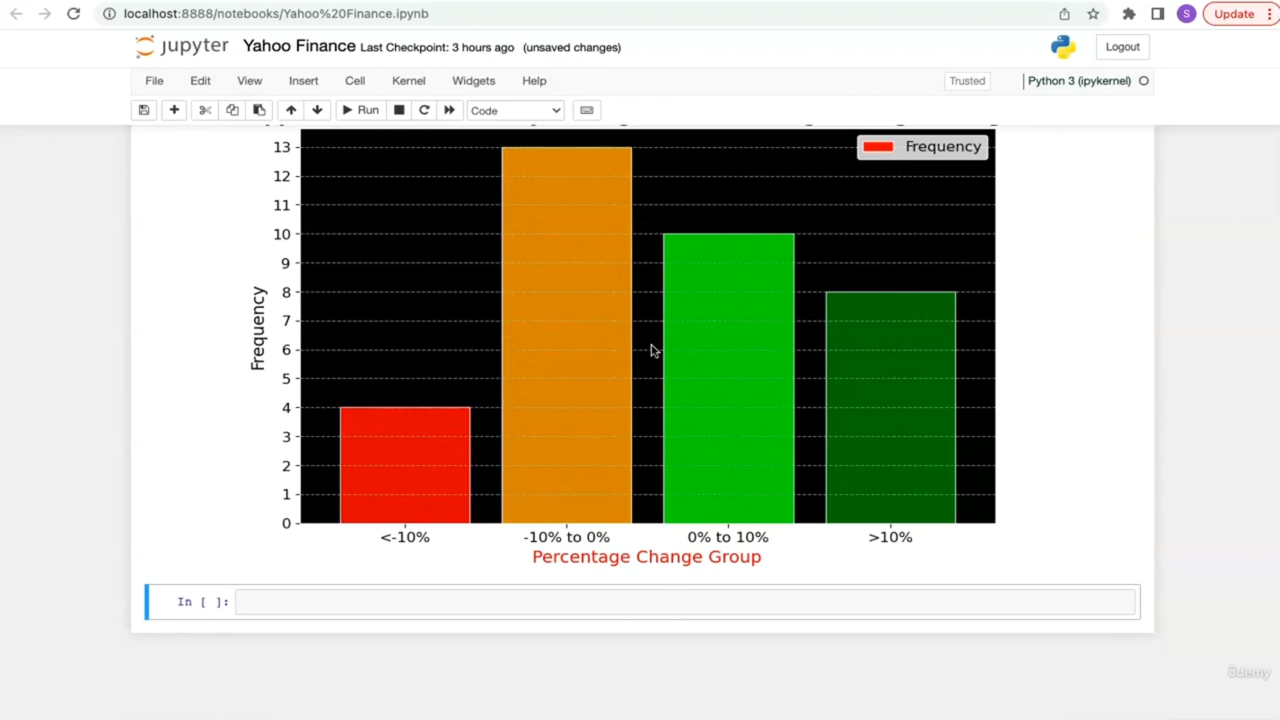 localhost:8888/notebooks/Yahoo%20Finance.ipynb
S
Update
jupyter Yahoo Finance Last Checkpoint: 3 hours ago (unsaved changes)
Logout
File Edit View Insert Cell Kernel Widgets Help
Trusted
Python 3 (ipykernel)
Run
Code
Frequency
13
12
11
10
9
8
7
6
5
4
3
2
1
0
Frequency
<-10% -10% to 0% 0% to 10% >10%
Percentage Change Group
In [ ]:
ûdemy